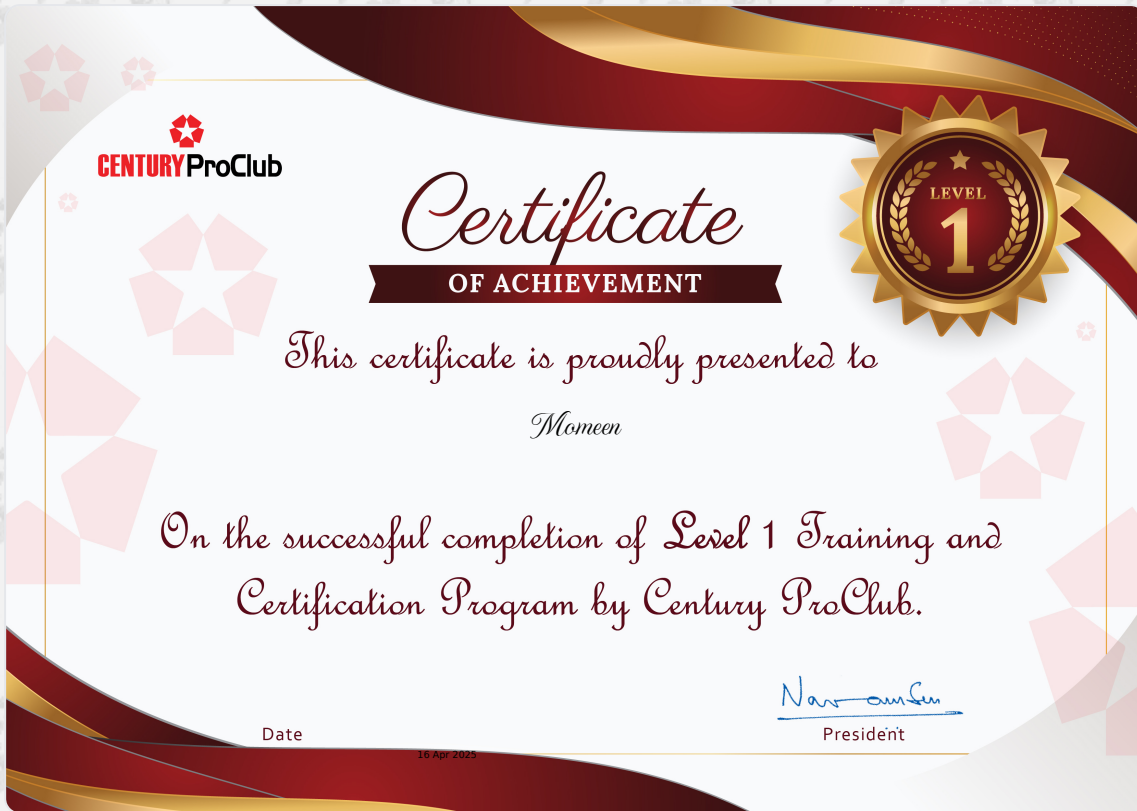 CENTURY ProClub
LEVEL
1
Certificate
OF ACHIEVEMENT
This certificate is proudly presented to
Momeen
On the successful completion of Level 1 Training and
Certification Program by Century ProClub.
Date
President
16 Apr 2025